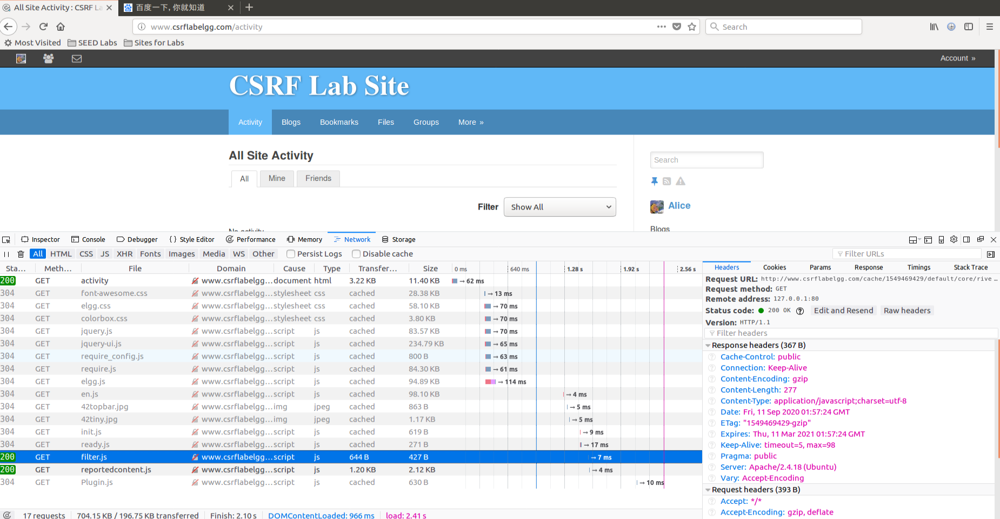 All Site Activity : CSRF La
百度一下, 你就知道
www.csrflabelgg.com/activity
Search
Most Visited SEED Labs Sites for Labs
Account »
CSRF Lab Site
Activity Blogs Bookmarks Files Groups More »
All Site Activity
Search
All Mine Friends
Filter Show All
Alice
No activity
Blogs
Inspector Console Debugger {} Style Editor Performance Memory Network Storage
All HTML CSS JS XHR Fonts Images Media WS Other Persist Logs Disable cache Filter URLs
Sta... Meth... File Domain Cause Type Transfer... Size 0 ms 640 ms 1.28 s 1.92 s 2.56 s
200 GET activity www.csrflabelgg... document html 3.22 KB 11.40 KB → 62 ms
304 GET font-awesome.css www.csrflabelgg... stylesheet css cached 28.38 KB → 13 ms
304 GET elgg.css www.csrflabelgg... stylesheet css cached 58.10 KB → 70 ms
304 GET colorbox.css www.csrflabelgg... stylesheet css cached 3.80 KB → 70 ms
304 GET jquery.js www.csrflabelgg... script js cached 83.57 KB → 70 ms
304 GET jquery-ui.js www.csrflabelgg... script js cached 234.79 KB → 65 ms
304 GET require_config.js www.csrflabelgg... script js cached 800 B → 63 ms
304 GET require.js www.csrflabelgg... script js cached 84.30 KB → 61 ms
304 GET elgg.js www.csrflabelgg... script js cached 94.89 KB → 114 ms
304 GET en.js www.csrflabelgg... script js cached 98.10 KB → 4 ms
304 GET 42topbar.jpg www.csrflabelgg... img jpeg cached 863 B → 5 ms
304 GET 42tiny.jpg www.csrflabelgg... img jpeg cached 1.17 KB → 5 ms
304 GET init.js www.csrflabelgg... script js cached 619 B → 9 ms
304 GET ready.js www.csrflabelgg... script js cached 271 B → 17 ms
200 GET filter.js www.csrflabelgg... script js 644 B 427 B → 7 ms
200 GET reportedcontent.js www.csrflabelgg... script js 1.20 KB 2.12 KB → 4 ms
304 GET Plugin.js www.csrflabelgg... script js cached 630 B → 10 ms
17 requests 704.15 KB / 196.75 KB transferred Finish: 2.10 s DOMContentLoaded: 966 ms load: 2.41 s
Headers Cookies Params Response Timings Stack Trace
Request URL: http://www.csrflabelgg.com/cache/1549469429/default/core/rive...
Request method: GET
Remote address: 127.0.0.1:80
Status code: 200 OK Edit and Resend Raw headers
Version: HTTP/1.1
Filter headers
Response headers (367 B)
Cache-Control: public
Connection: Keep-Alive
Content-Encoding: gzip
Content-Length: 277
Content-Type: application/javascript;charset=utf-8
Date: Fri, 11 Sep 2020 01:57:24 GMT
ETag: "1549469429-gzip"
Expires: Thu, 11 Mar 2021 01:57:24 GMT
Keep-Alive: timeout=5, max=98
Pragma: public
Server: Apache/2.4.18 (Ubuntu)
Vary: Accept-Encoding
Request headers (393 B)
Accept: */*
Accept-Encoding: gzip, deflate